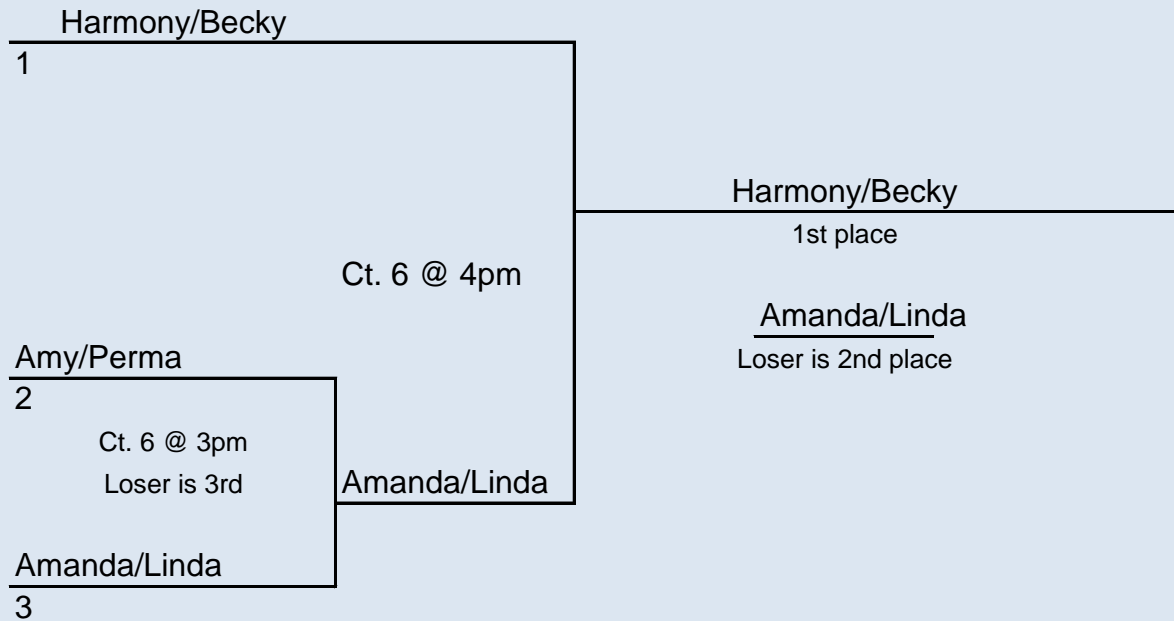 Harmony/Becky
1
Harmony/Becky
1st place
Ct. 6 @ 4pm
Amanda/Linda
Loser is 2nd place
Amy/Perma
2
Ct. 6 @ 3pm
Loser is 3rd
Amanda/Linda
Amanda/Linda
3